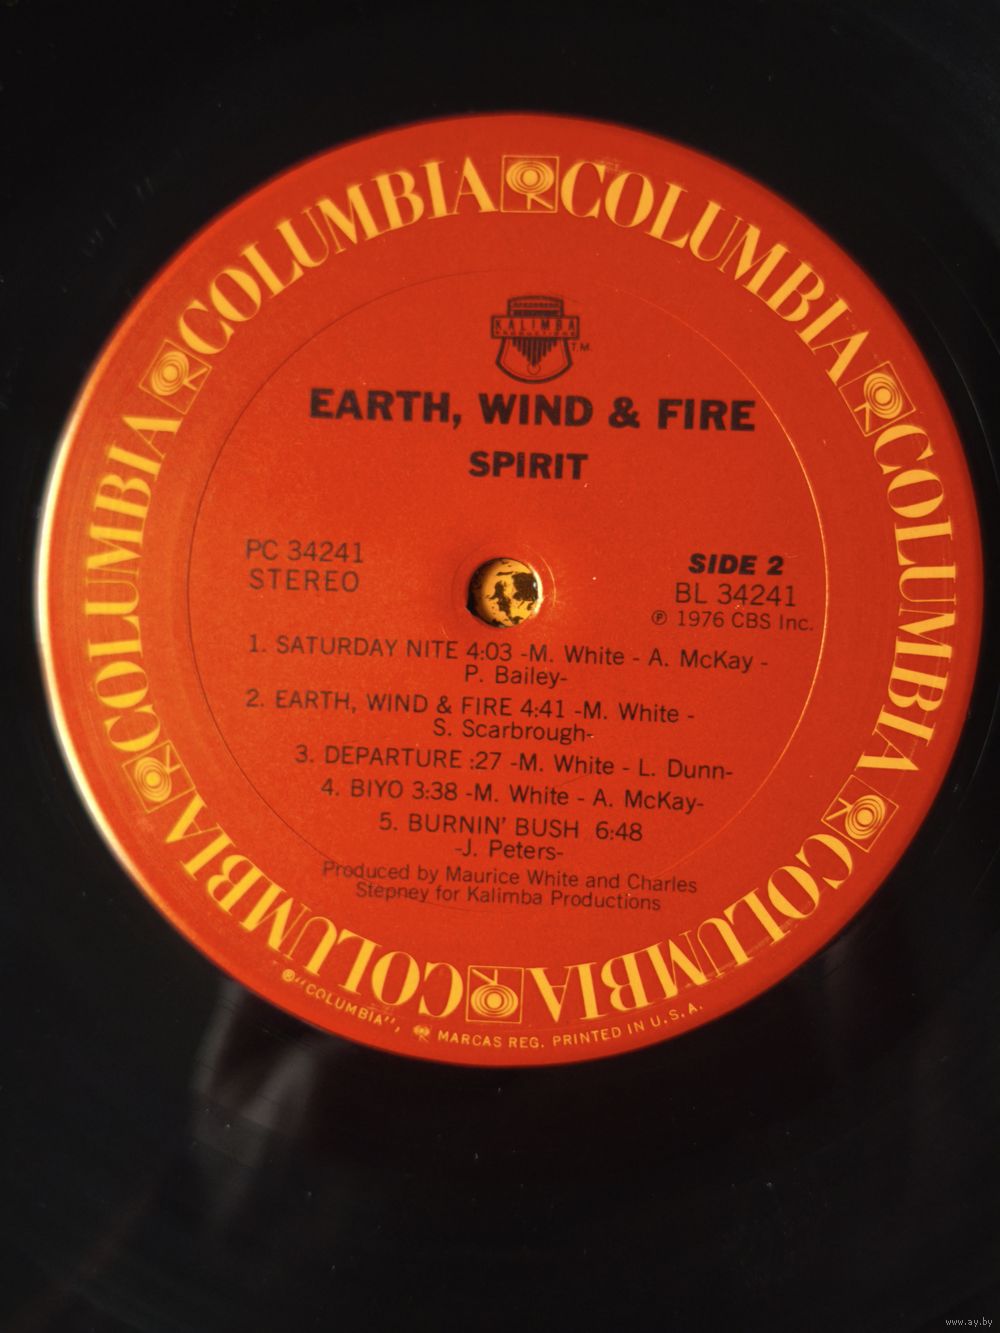 COLUMBIA COLUMBIA COLUMBIA COLUMBIA COLUMBIA COLUMBIA
KALIMBA
PRODUCTIONS
T.M.
EARTH, WIND & FIRE
SPIRIT
PC 34241
STEREO
SIDE 2
BL 34241
℗ 1976 CBS Inc.
1. SATURDAY NITE 4:03 -M. White - A. McKay -
P. Bailey-
2. EARTH, WIND & FIRE 4:41 -M. White -
S. Scarbrough-
3. DEPARTURE :27 -M. White - L. Dunn-
4. BIYO 3:38 -M. White - A. McKay-
5. BURNIN' BUSH 6:48
-J. Peters-
Produced by Maurice White and Charles
Stepney for Kalimba Productions
®"COLUMBIA", MARCAS REG. PRINTED IN U.S.A.
www.ay.by